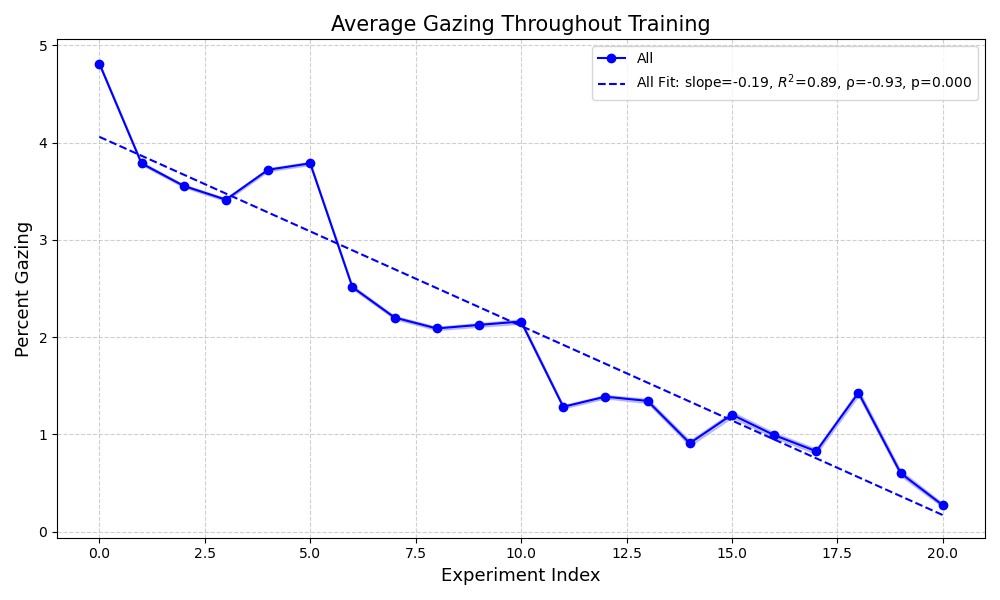 Average Gazing Throughout Training
All
All Fit: slope=-0.19, R²=0.89, ρ=-0.93, p=0.000
Percent Gazing
5
4
3
2
1
0
0.0 2.5 5.0 7.5 10.0 12.5 15.0 17.5 20.0
Experiment Index